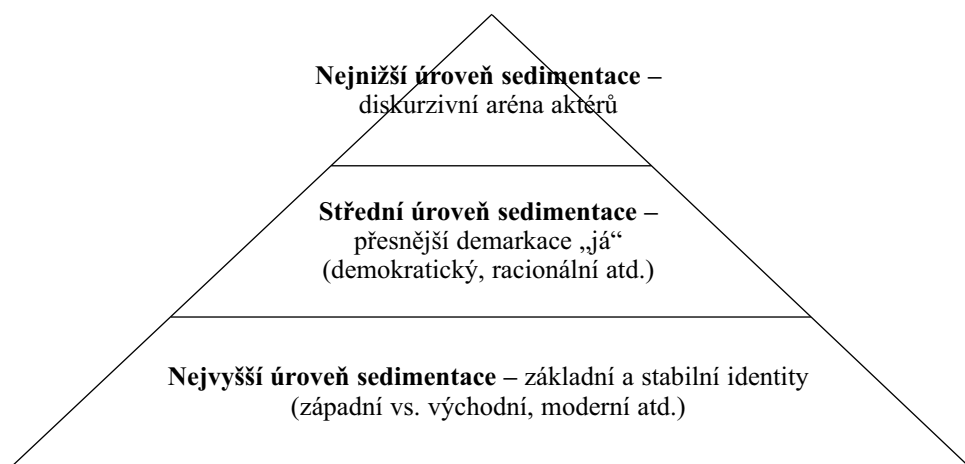 Nejnižší úroveň sedimentace –
diskurzivní aréna aktérů
Střední úroveň sedimentace –
přesnější demarkace „já“
(demokratický, racionální atd.)
Nejvyšší úroveň sedimentace – základní a stabilní identity
(západní vs. východní, moderní atd.)